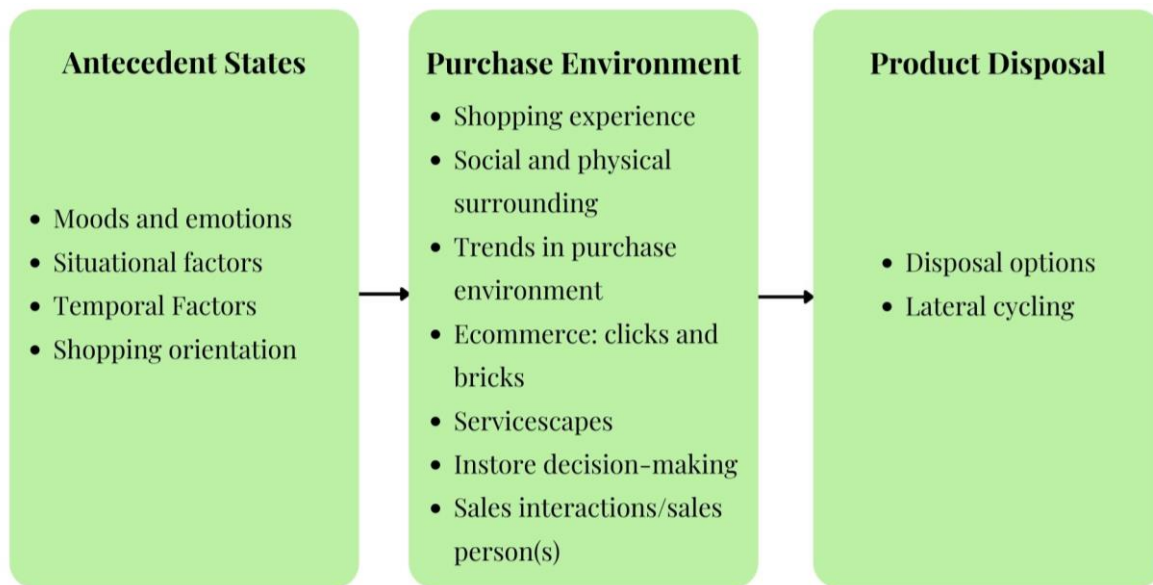 Antecedent States
• Moods and emotions
• Situational factors
• Temporal Factors
• Shopping orientation
Purchase Environment
• Shopping experience
• Social and physical
surrounding
• Trends in purchase
environment
• Ecommerce: clicks and
bricks
• Servicescapes
• Instore decision-making
• Sales interactions/sales
person(s)
Product Disposal
• Disposal options
• Lateral cycling